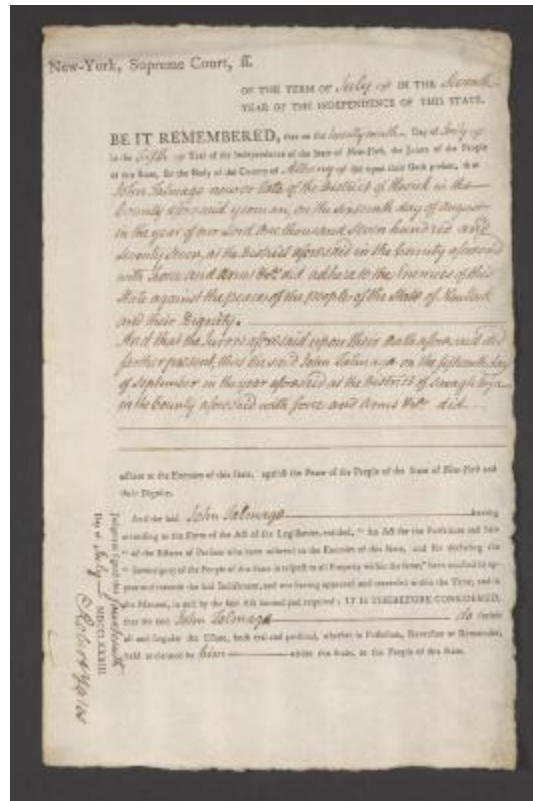 New-York, Supreme Court, ss.
OF THE TERM OF July IN THE Seventh
YEAR OF THE INDEPENDENCE OF THIS STATE.
BE IT REMEMBERED, that on the twenty ninth Day of July
in the Fifth Year of the Independence of the State of New-York, the Jurors of the People
of this State, for the Body of the County of Albany upon their Oath present, that
John Talmage now or late of the District of Hosick in the
County aforesaid yeoman, on the sixteenth day of August
in the year of our Lord One thousand seven hundred and
seventy seven, at the District aforesaid in the County aforesaid
with Force and Arms &c. did adhere to the Enemies of this
State against the peace of the people of the State of New York
and their Dignity.
And that the Jurors aforesaid upon their Oath aforesaid did
further present, that the said John Talmage on the fifteenth day
of September in the year aforesaid at the District of
in the County aforesaid with force and Arms &c. did
adhere to the Enemies of this State, against the Peace of the People of the State of New-York and
their Dignity.
And the said John Talmage having
according to the Form of the Act of the Legislature, entitled, "An Act for the Forfeiture and Sale
"of the Estates of Persons who have adhered to the Enemies of this State, and for declaring the
"Sovereignty of the People of this State in respect to all Property within the same," been notified to ap-
pear and traverse the said Indictment, and not having appeared and traversed within the Time, and in
the Manner, in and by the said Act limited and required; IT IS THEREFORE CONSIDERED,
that the said John Talmage do forfeit
all and singular the Estate, both real and personal, whether in Possession, Reversion or Remainder,
held or claimed by him within this State, to the People of this State.
Judgment signed this
Day of July MDCCLXXXIII